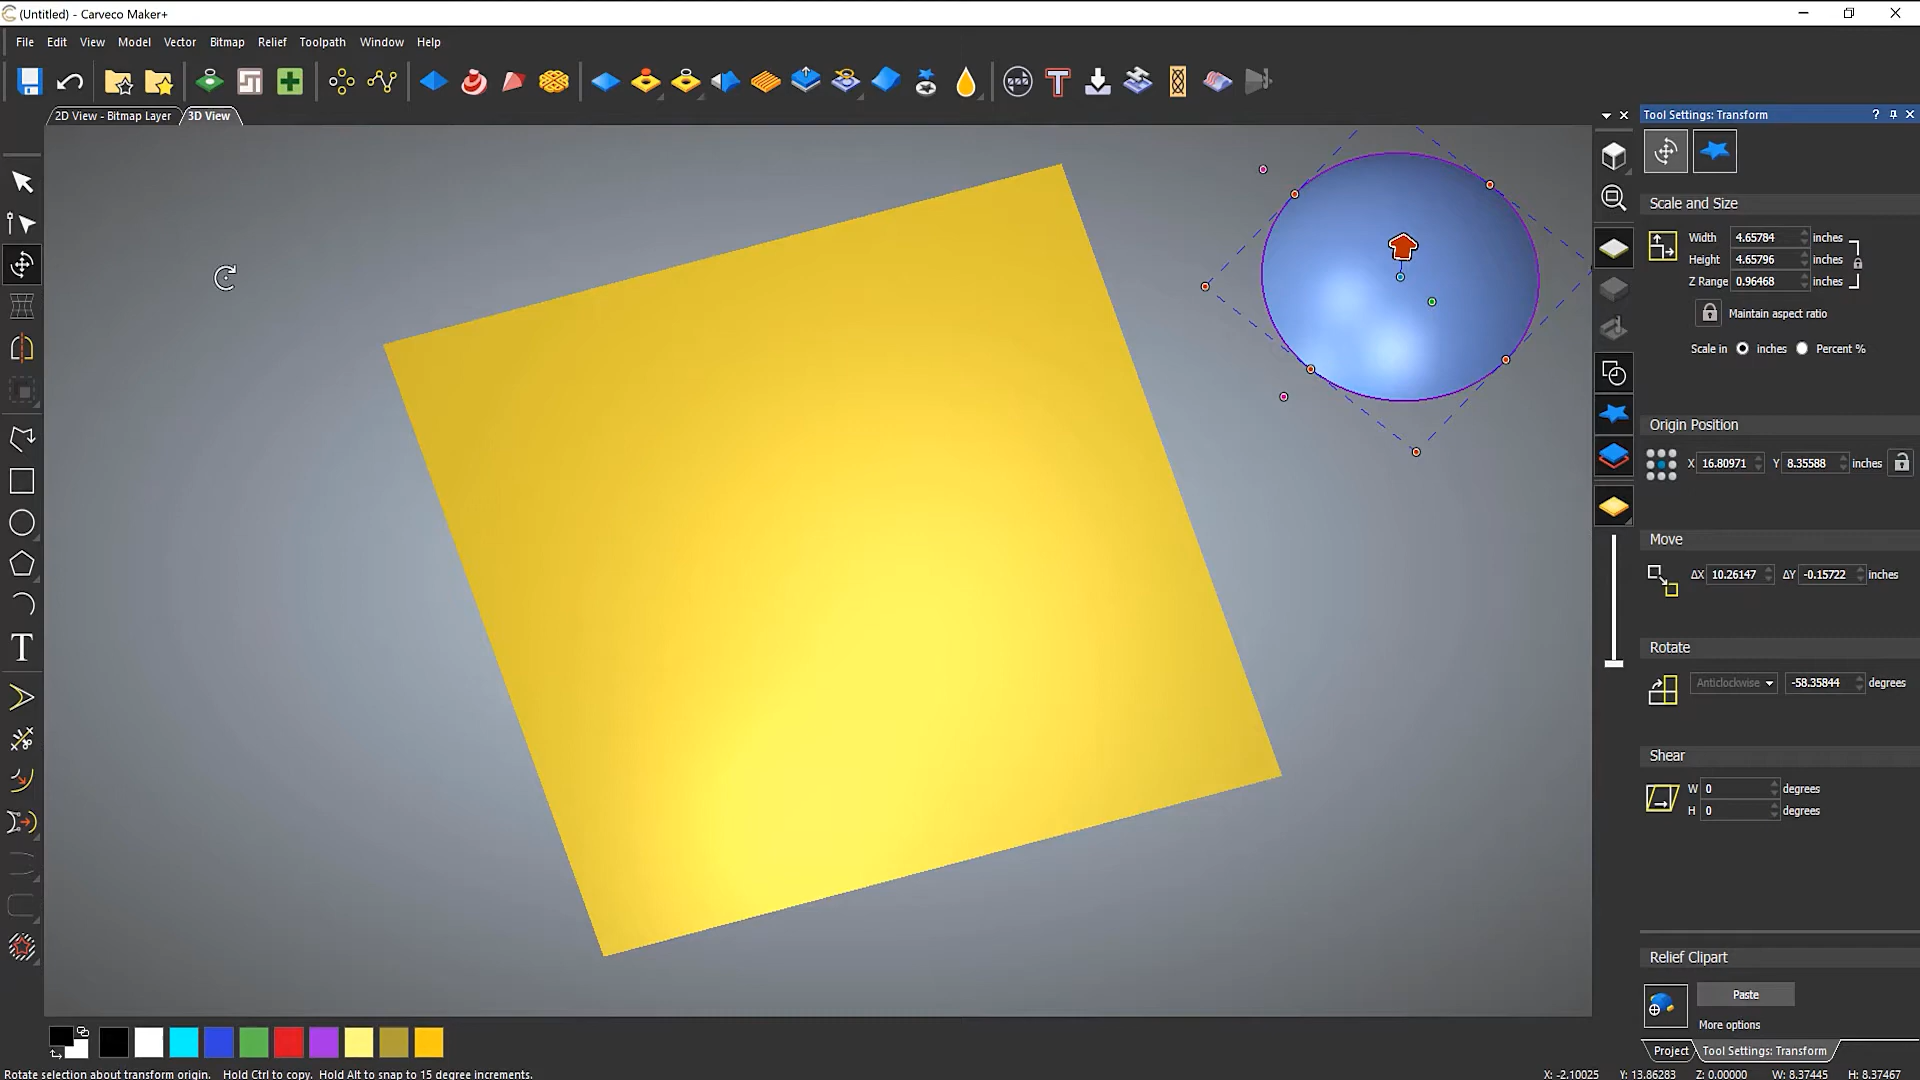 (Untitled) - Carveco Maker+
File Edit View Model Vector Bitmap Relief Toolpath Window Help
2D View - Bitmap Layer 3D View
Tool Settings: Transform
Scale and Size
Width 4.65784 inches
Height 4.65796 inches
Z Range 0.96468 inches
Maintain aspect ratio
Scale in inches Percent %
Origin Position
X 16.80971 Y 8.35588 inches
Move
ΔX 10.26147 ΔY -0.15722 inches
Rotate
Anticlockwise -58.35844 degrees
Shear
W 0 degrees
H 0 degrees
Relief Clipart
Paste
More options
Project Tool Settings: Transform
Rotate selection about transform origin. Hold Ctrl to copy. Hold Alt to snap to 15 degree increments. X: -2.10025 Y: 13.86283 Z: 0.00000 W: 8.37445 H: 8.37467